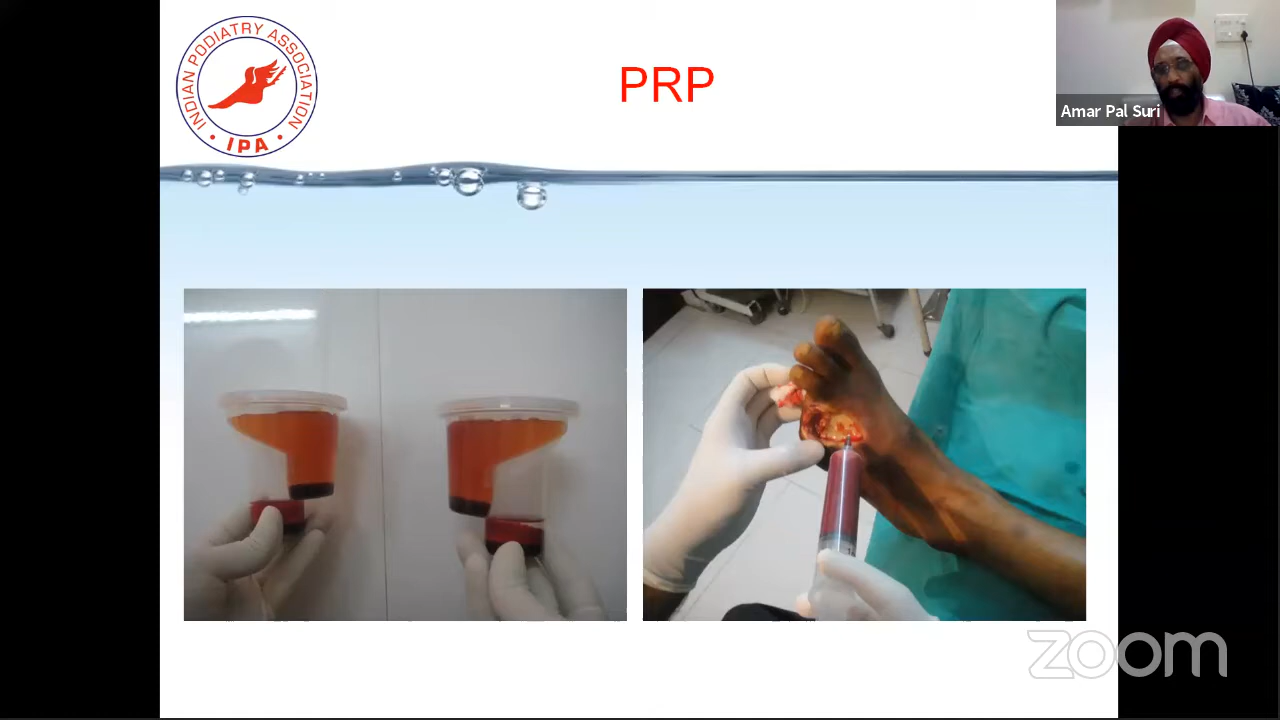 INDIAN PODIATRY ASSOCIATION
• IPA •
PRP
Amar Pal Suri
zoom